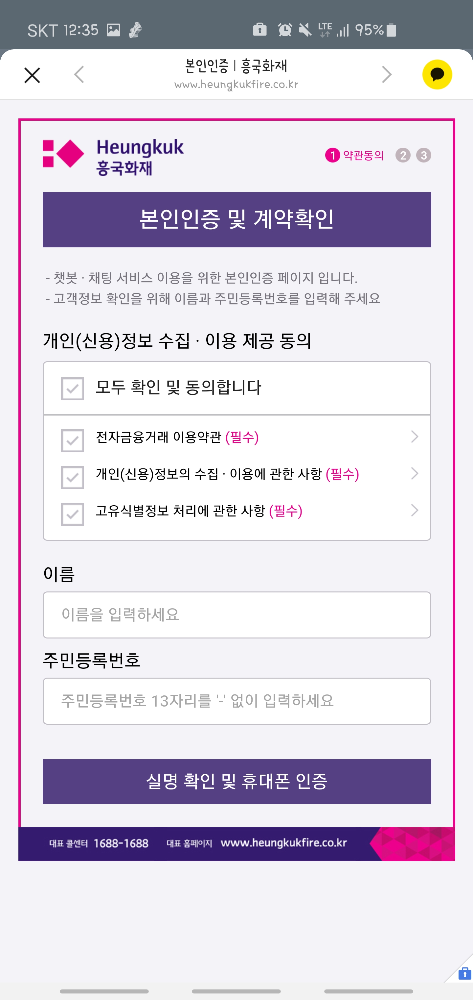 SKT 12:35 LTE 95%
본인인증 | 흥국화재
www.heungkukfire.co.kr
Heungkuk
흥국화재
1 약관동의 2 3
본인인증 및 계약확인
- 챗봇 · 채팅 서비스 이용을 위한 본인인증 페이지 입니다.
- 고객정보 확인을 위해 이름과 주민등록번호를 입력해 주세요
개인(신용)정보 수집 · 이용 제공 동의
모두 확인 및 동의합니다
전자금융거래 이용약관 (필수)
개인(신용)정보의 수집 · 이용에 관한 사항 (필수)
고유식별정보 처리에 관한 사항 (필수)
이름
이름을 입력하세요
주민등록번호
주민등록번호 13자리를 '-' 없이 입력하세요
실명 확인 및 휴대폰 인증
대표 콜센터 1688-1688 대표 홈페이지 www.heungkukfire.co.kr